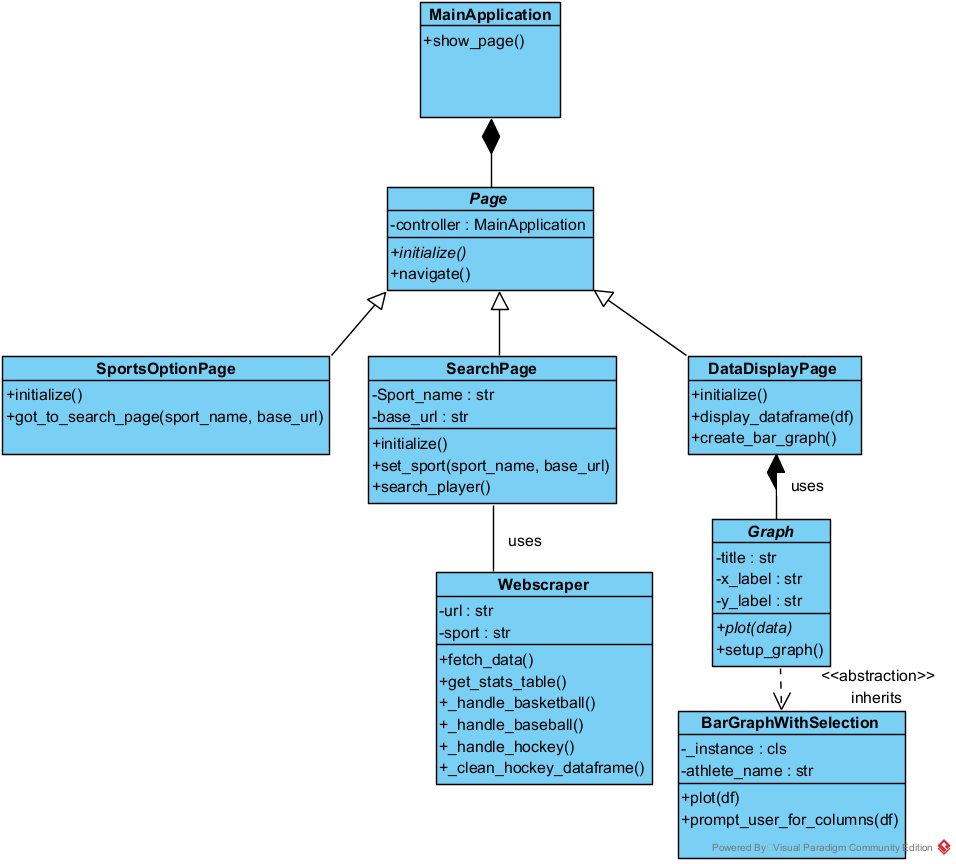 MainApplication
+show_page()
Page
-controller : MainApplication
+initialize()
+navigate()
SportsOptionPage
+initialize()
+got_to_search_page(sport_name, base_url)
SearchPage
-Sport_name : str
-base_url : str
+initialize()
+set_sport(sport_name, base_url)
+search_player()
DataDisplayPage
+initialize()
+display_dataframe(df)
+create_bar_graph()
uses
uses
Webscraper
-url : str
-sport : str
+fetch_data()
+get_stats_table()
+_handle_basketball()
+_handle_baseball()
+_handle_hockey()
+_clean_hockey_dataframe()
Graph
-title : str
-x_label : str
-y_label : str
+plot(data)
+setup_graph()
<<abstraction>>
inherits
BarGraphWithSelection
-_instance : cls
-athlete_name : str
+plot(df)
+prompt_user_for_columns(df)
Powered By Visual Paradigm Community Edition